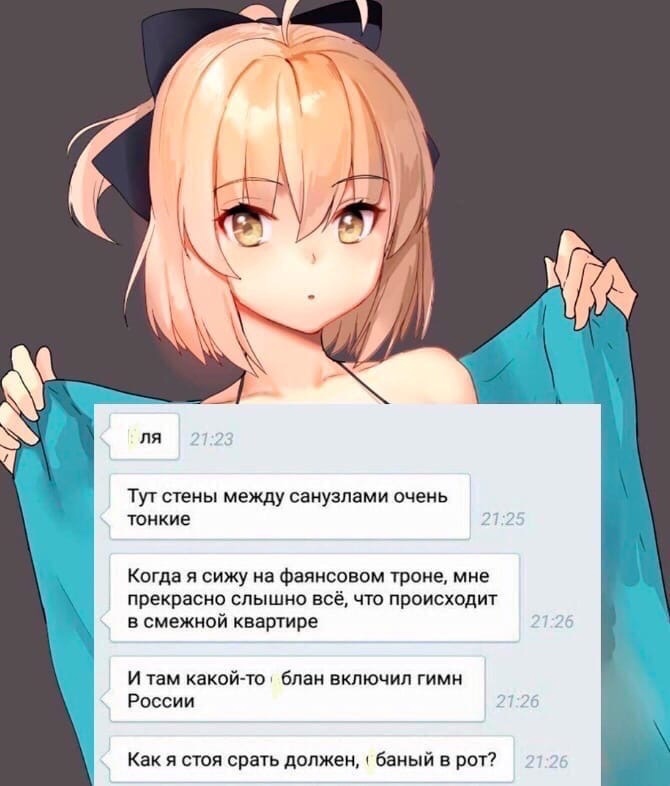 ля 21:23
Тут стены между санузлами очень
тонкие 21:25
Когда я сижу на фаянсовом троне, мне
прекрасно слышно всё, что происходит
в смежной квартире 21:26
И там какой-то блан включил гимн
России 21:26
Как я стоя срать должен, баный в рот? 21:26